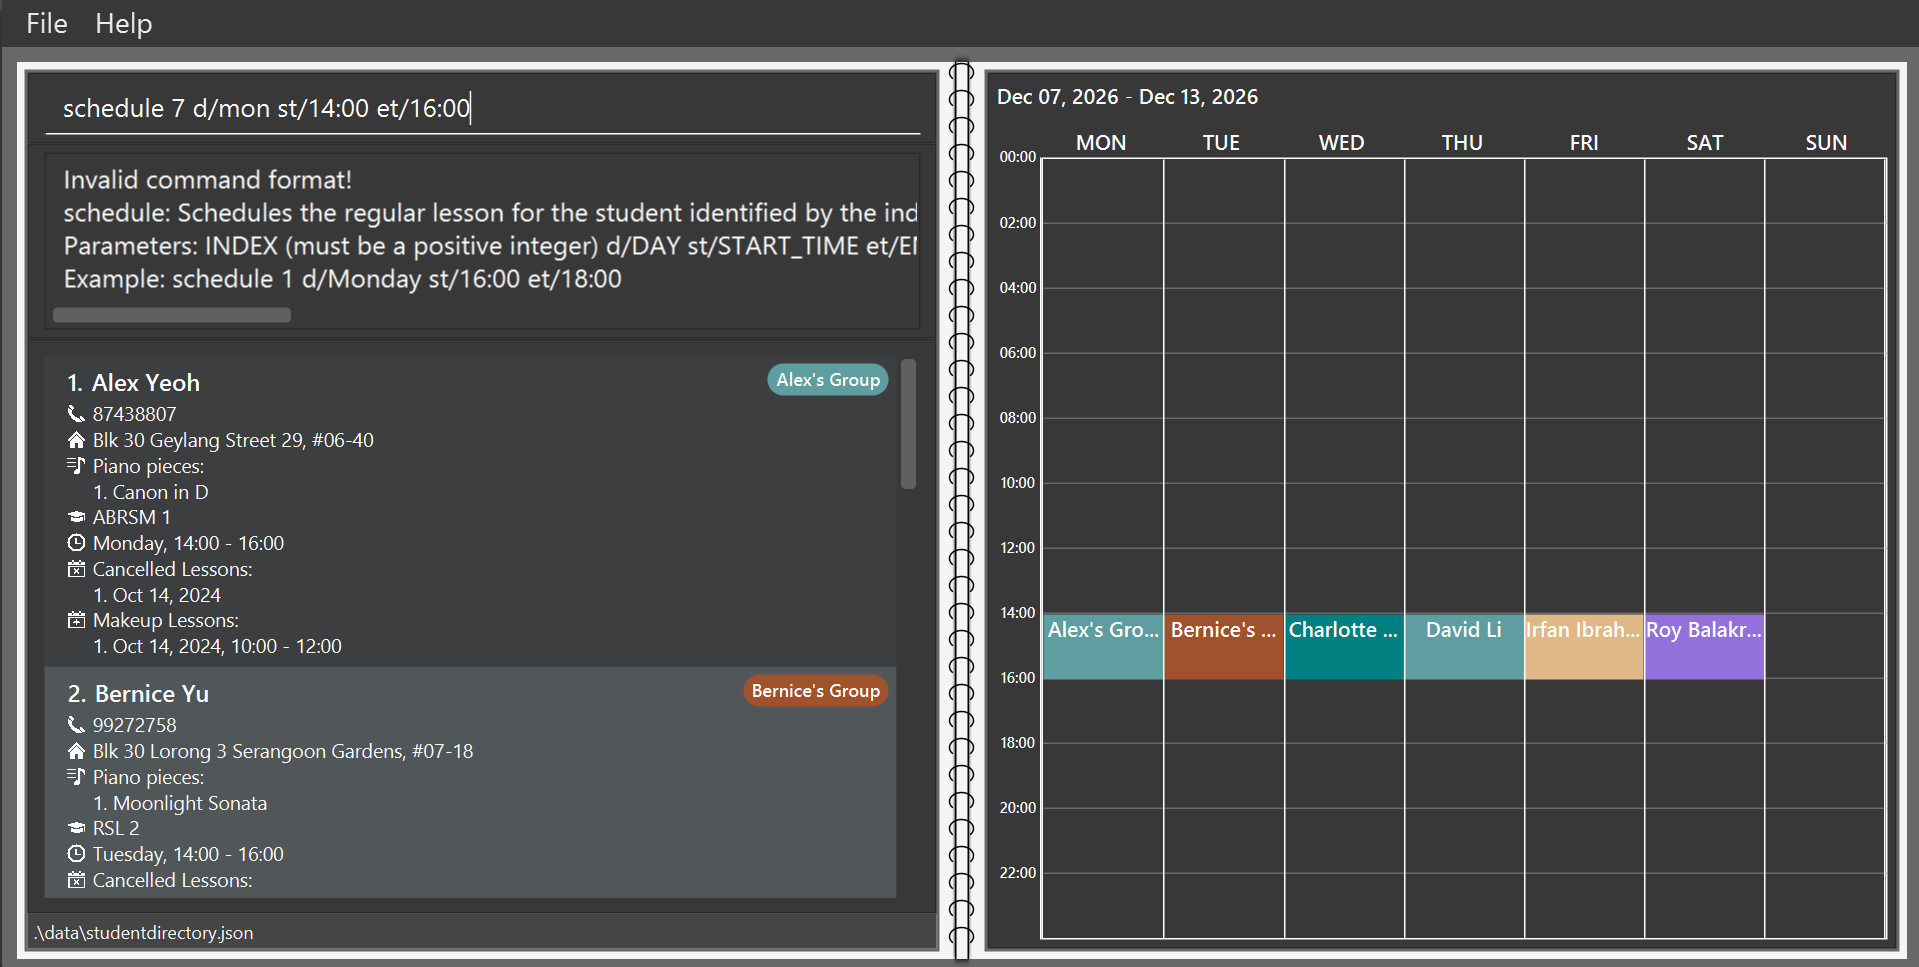 File Help
schedule 7 d/mon st/14:00 et/16:00
Invalid command format!
schedule: Schedules the regular lesson for the student identified by the ind
Parameters: INDEX (must be a positive integer) d/DAY st/START_TIME et/EN
Example: schedule 1 d/Monday st/16:00 et/18:00
1. Alex Yeoh
Alex's Group
87438807
Blk 30 Geylang Street 29, #06-40
Piano pieces:
1. Canon in D
ABRSM 1
Monday, 14:00 - 16:00
Cancelled Lessons:
1. Oct 14, 2024
Makeup Lessons:
1. Oct 14, 2024, 10:00 - 12:00
2. Bernice Yu
Bernice's Group
99272758
Blk 30 Lorong 3 Serangoon Gardens, #07-18
Piano pieces:
1. Moonlight Sonata
RSL 2
Tuesday, 14:00 - 16:00
Cancelled Lessons:
.\data\studentdirectory.json
Dec 07, 2026 - Dec 13, 2026
MON TUE WED THU FRI SAT SUN
00:00
02:00
04:00
06:00
08:00
10:00
12:00
14:00
Alex's Gro... Bernice's ... Charlotte ... David Li Irfan Ibrah... Roy Balakr...
16:00
18:00
20:00
22:00